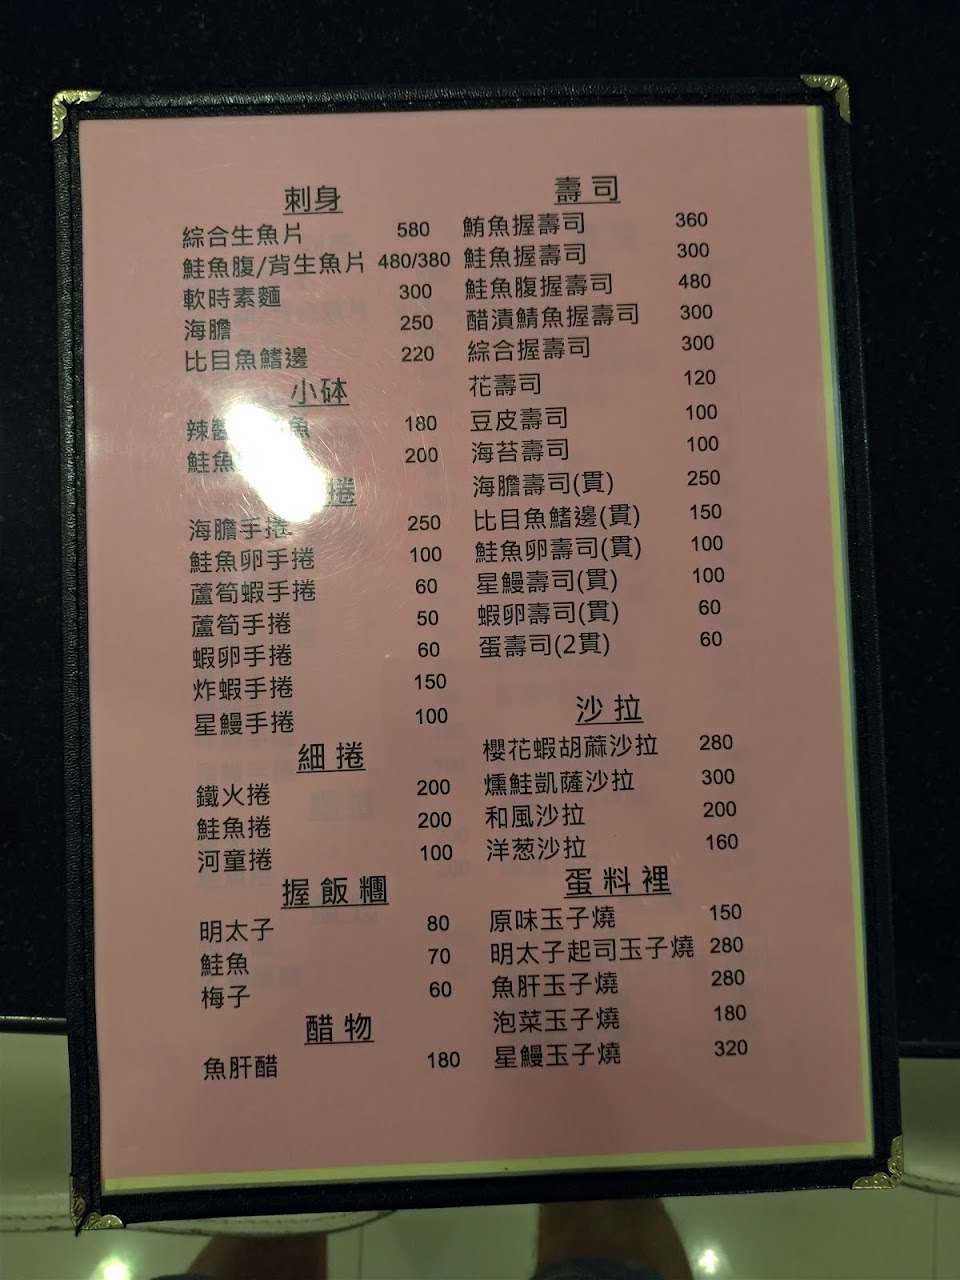 刺身
綜合生魚片 580
鮭魚腹/背生魚片 480/380
軟時素麵 300
海膽 250
比目魚鰭邊 220
小砵
辣醬 魚 180
鮭魚 200
捲
海膽手捲 250
鮭魚卵手捲 100
蘆筍蝦手捲 60
蘆筍手捲 50
蝦卵手捲 60
炸蝦手捲 150
星鰻手捲 100
細捲
鐵火捲 200
鮭魚捲 200
河童捲 100
握飯糰
明太子 80
鮭魚 70
梅子 60
醋物
魚肝醋 180
壽司
鮪魚握壽司 360
鮭魚握壽司 300
鮭魚腹握壽司 480
醋漬鯖魚握壽司 300
綜合握壽司 300
花壽司 120
豆皮壽司 100
海苔壽司 100
海膽壽司(貫) 250
比目魚鰭邊(貫) 150
鮭魚卵壽司(貫) 100
星鰻壽司(貫) 100
蝦卵壽司(貫) 60
蛋壽司(2貫) 60
沙拉
櫻花蝦胡蔴沙拉 280
燻鮭凱薩沙拉 300
和風沙拉 200
洋葱沙拉 160
蛋料裡
原味玉子燒 150
明太子起司玉子燒 280
魚肝玉子燒 280
泡菜玉子燒 180
星鰻玉子燒 320